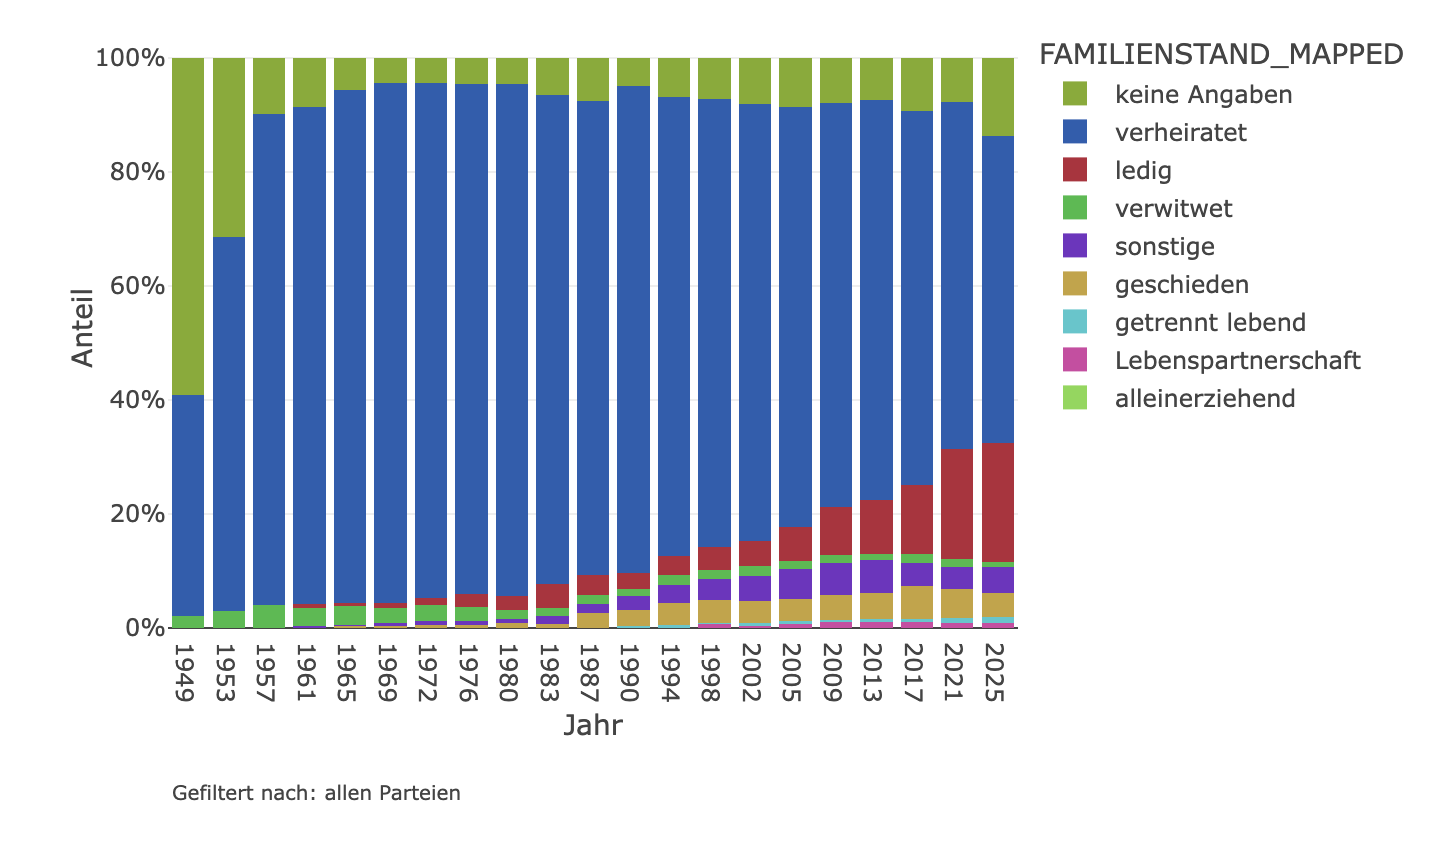 FAMILIENSTAND_MAPPED
keine Angaben
verheiratet
ledig
verwitwet
sonstige
geschieden
getrennt lebend
Lebenspartnerschaft
alleinerziehend
100%
80%
60%
40%
20%
0%
Anteil
1949
1953
1957
1961
1965
1969
1972
1976
1980
1983
1987
1990
1994
1998
2002
2005
2009
2013
2017
2021
2025
Jahr
Gefiltert nach: allen Parteien